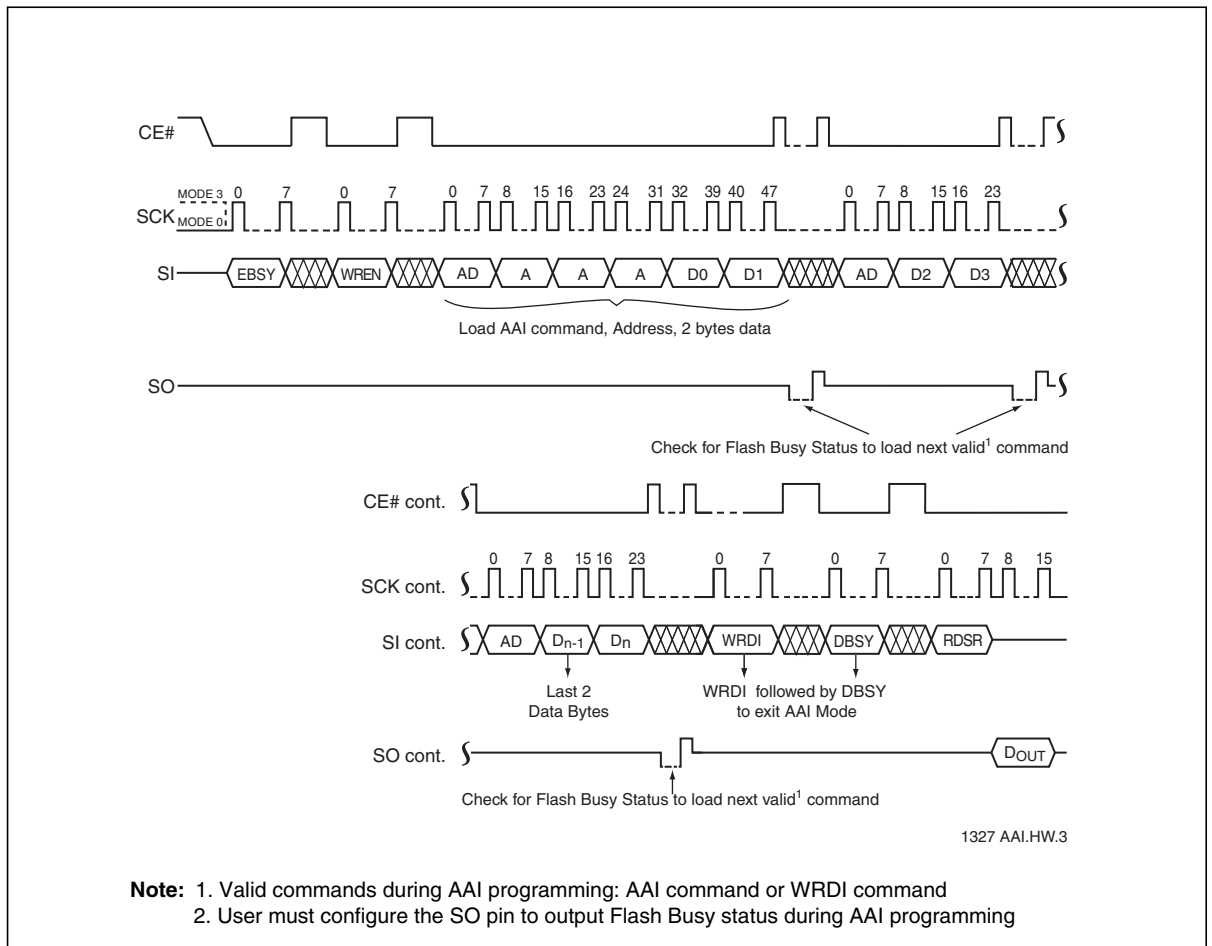 CE#
MODE 3 0 7 0 7 0 7 8 15 16 23 24 31 32 39 40 47 0 7 8 15 16 23
SCK
MODE 0
SI EBSY WREN AD A A A D0 D1 AD D2 D3
Load AAI command, Address, 2 bytes data
SO
Check for Flash Busy Status to load next valid1 command
CE# cont.
0 7 8 15 16 23 0 7 0 7 0 7 8 15
SCK cont.
SI cont. AD Dn-1 Dn WRDI DBSY RDSR
Last 2 WRDI followed by DBSY
Data Bytes to exit AAI Mode
SO cont. DOUT
Check for Flash Busy Status to load next valid1 command
1327 AAI.HW.3
Note: 1. Valid commands during AAI programming: AAI command or WRDI command
2. User must configure the SO pin to output Flash Busy status during AAI programming